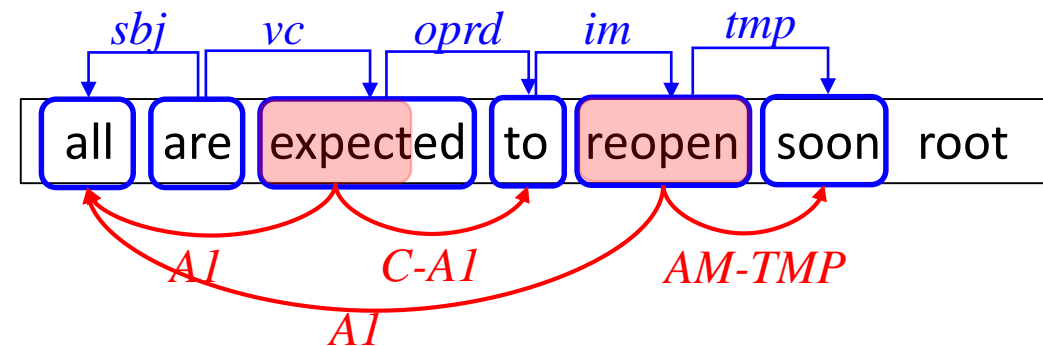 sbj vc oprd im tmp
all are expected to reopen soon root
A1 C-A1 AM-TMP
A1